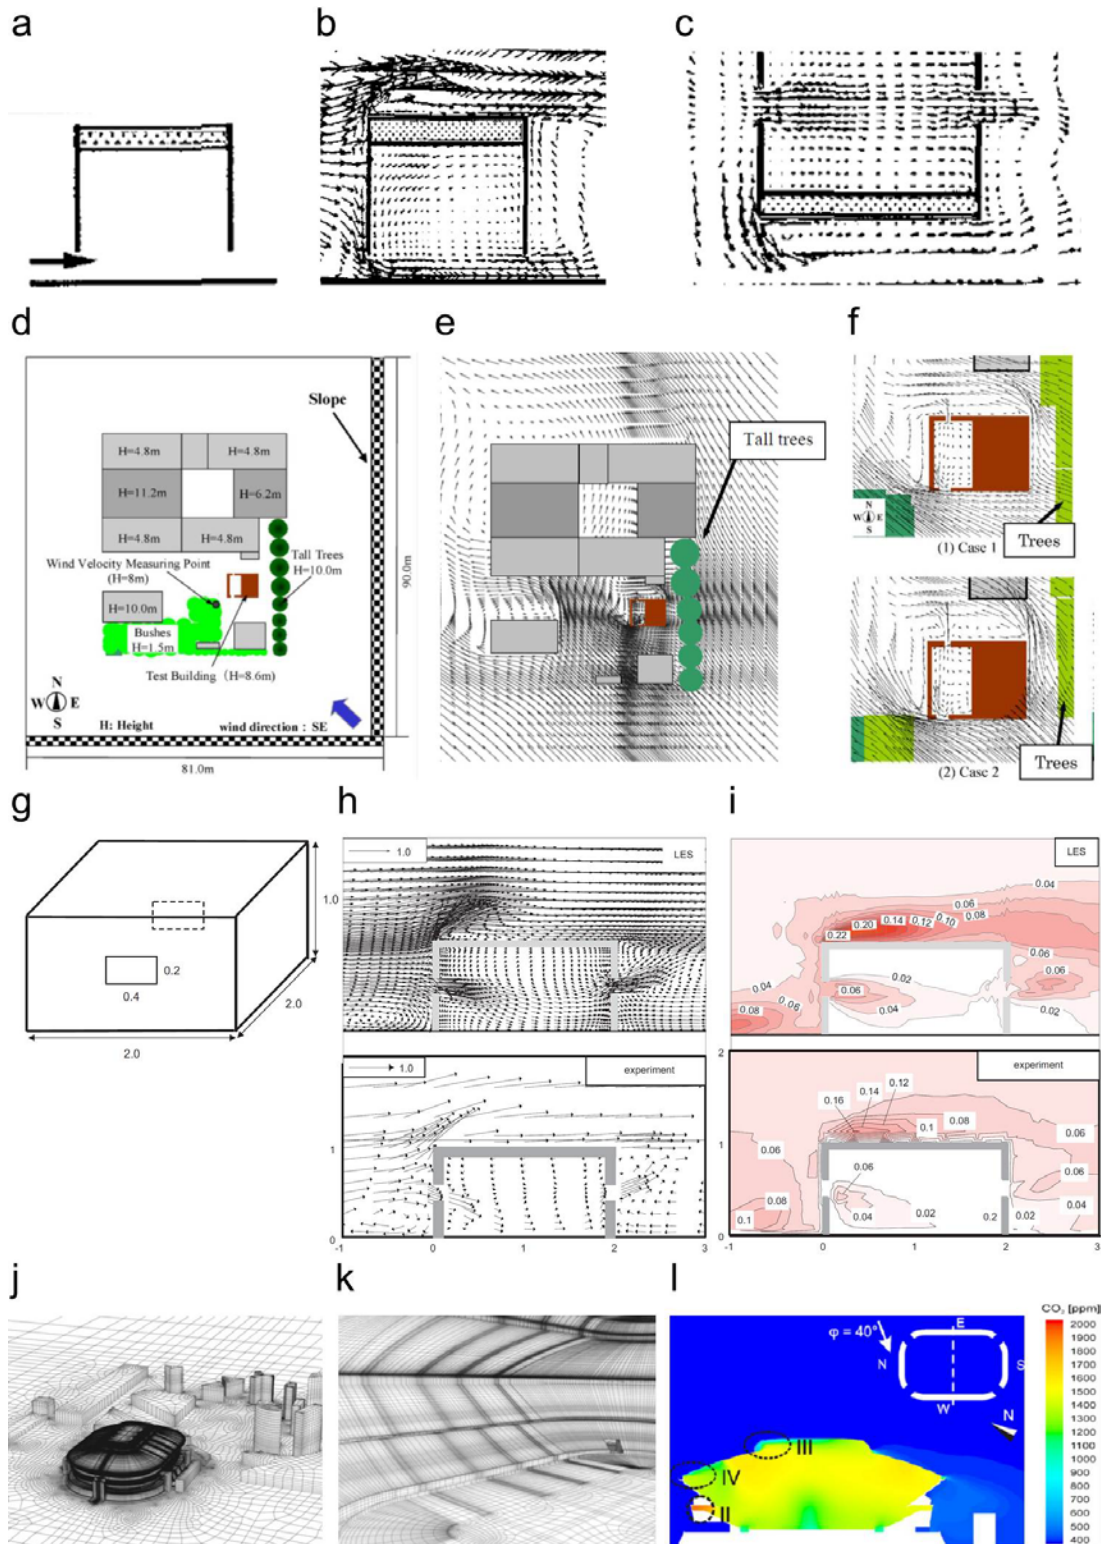 a
b
c
d
e
f
Slope
H=4.8m
H=4.8m
H=11.2m
H=6.2m
H=4.8m
H=4.8m
Wind Velocity Measuring Point
(H=8m)
Tall Trees
H=10.0m
90.0m
H=10.0m
Bushes
H=1.5m
Test Building (H=8.6m)
N
W E
S
H: Height
wind direction : SE
81.0m
Tall trees
N
W E
S
Trees
(1) Case 1
Trees
(2) Case 2
g
h
i
0.2
0.4
1.0
2.0
2.0
1.0
LES
1.0
experiment
1
0
-1
0
1
2
3
LES
0.04
0.06
0.08
0.10
0.12
0.14
0.20
0.22
0.06
0.06
0.04
0.02
0.04
0.06
0.08
0.06
0.04
0.02
2
experiment
0.12
0.14
0.16
0.08
0.1
0.06
0.06
0.06
0.06
0.08
0.1
0.04
0.02
0.2
0.02
0.04
1
0
-1
0
1
2
3
j
k
l
CO₂ [ppm]
φ = 40°
E
N
S
W
N
III
IV
II
2000
1900
1800
1700
1600
1500
1400
1300
1200
1100
1000
900
800
700
600
500
400